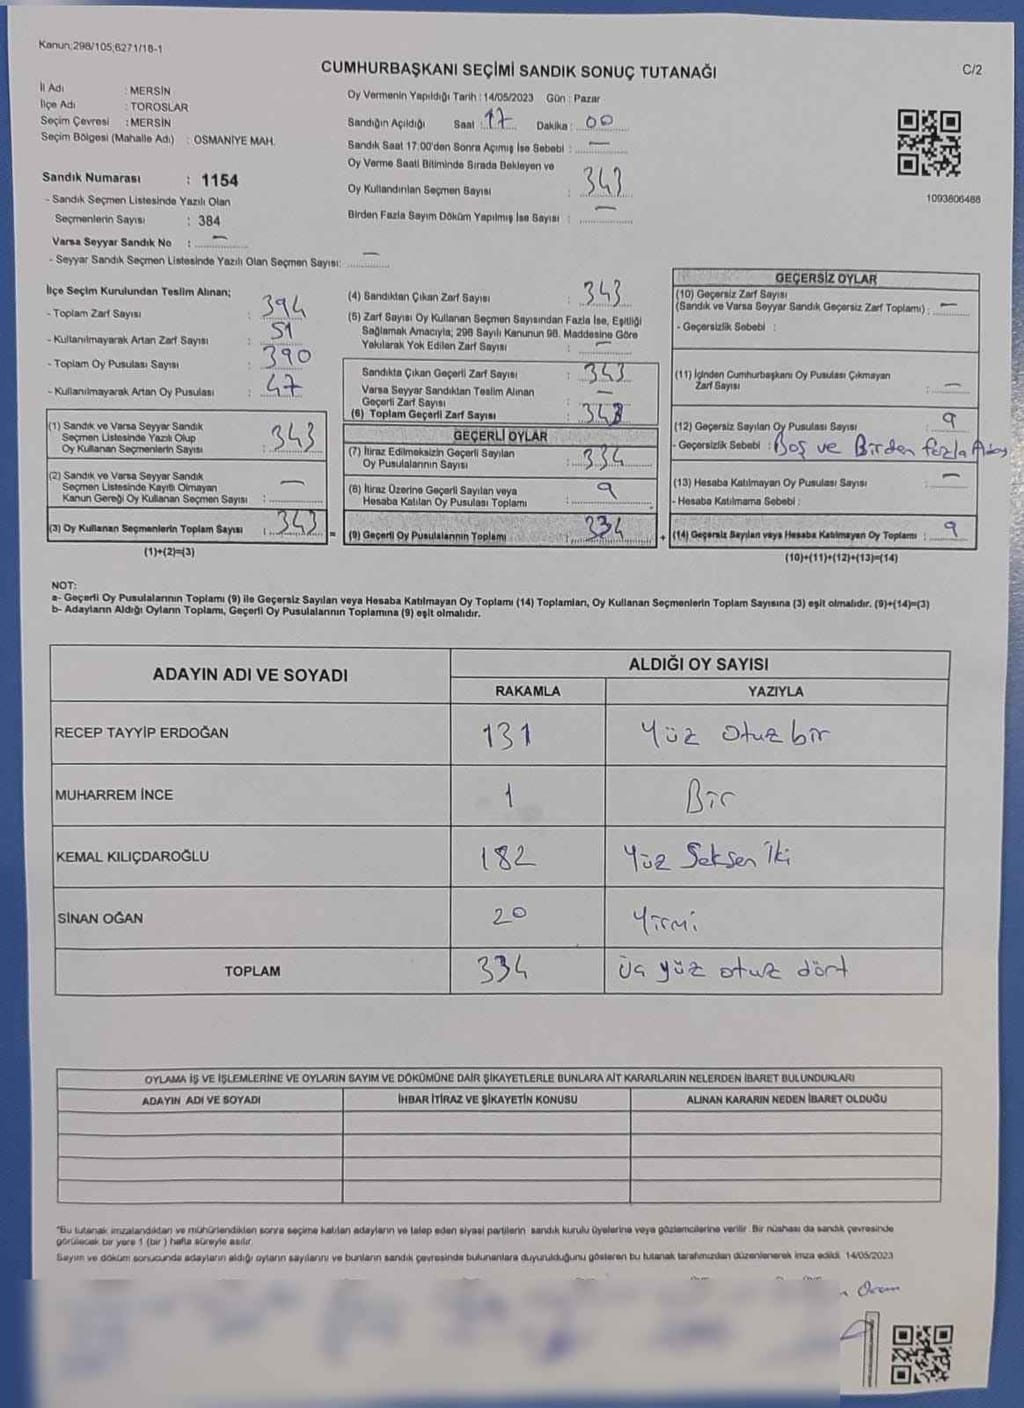 Kanun;298/105;6271/18-1
CUMHURBAŞKANI SEÇİMİ SANDIK SONUÇ TUTANAĞI
C/2
İl Adı : MERSİN
İlçe Adı : TOROSLAR
Seçim Çevresi : MERSİN
Seçim Bölgesi (Mahalle Adı) : OSMANİYE MAH.
Oy Vermenin Yapıldığı Tarih : 14/05/2023 Gün : Pazar
Sandığın Açıldığı Saat : 17 Dakika : 00
Sandık Saat 17:00'den Sonra Açımış İse Sebebi : —
Oy Verme Saati Bitiminde Sırada Bekleyen ve
Oy Kullandırılan Seçmen Sayısı : 343
Birden Fazla Sayım Döküm Yapılmış İse Sayısı : —
1093806488
Sandık Numarası : 1154
- Sandık Seçmen Listesinde Yazılı Olan
Seçmenlerin Sayısı : 384
Varsa Seyyar Sandık No : —
- Seyyar Sandık Seçmen Listesinde Yazılı Olan Seçmen Sayısı: —
İlçe Seçim Kurulundan Teslim Alınan;
- Toplam Zarf Sayısı : 394
- Kullanılmayarak Artan Zarf Sayısı : 51
- Toplam Oy Pusulası Sayısı : 390
- Kullanılmayarak Artan Oy Pusulası : 47
(1) Sandık ve Varsa Seyyar Sandık
Seçmen Listesinde Yazılı Olup
Oy Kullanan Seçmenlerin Sayısı : 343
(2) Sandık ve Varsa Seyyar Sandık
Seçmen Listesinde Kayıtlı Olmayan
Kanun Gereği Oy Kullanan Seçmen Sayısı : —
(3) Oy Kullanan Seçmenlerin Toplam Sayısı : 343 =
(1)+(2)=(3)
(4) Sandıktan Çıkan Zarf Sayısı : 343
(5) Zarf Sayısı Oy Kullanan Seçmen Sayısından Fazla İse, Eşitliği
Sağlamak Amacıyla; 298 Sayılı Kanunun 98. Maddesine Göre
Yakılarak Yok Edilen Zarf Sayısı : —
Sandıkta Çıkan Geçerli Zarf Sayısı : 343
Varsa Seyyar Sandıktan Teslim Alınan
Geçerli Zarf Sayısı : —
(6) Toplam Geçerli Zarf Sayısı : 343
GEÇERLİ OYLAR
(7) İtiraz Edilmeksizin Geçerli Sayılan
Oy Pusulalarının Sayısı : 334
(8) İtiraz Üzerine Geçerli Sayılan veya
Hesaba Katılan Oy Pusulası Toplamı : 9
(9) Geçerli Oy Pusulalarının Toplamı : 334 +
GEÇERSİZ OYLAR
(10) Geçersiz Zarf Sayısı
(Sandık ve Varsa Seyyar Sandık Geçersiz Zarf Toplamı) : —
- Geçersizlik Sebebi :
(11) İçinden Cumhurbaşkanı Oy Pusulası Çıkmayan
Zarf Sayısı : —
(12) Geçersiz Sayılan Oy Pusulası Sayısı : 9
- Geçersizlik Sebebi : Boş ve Birden fazla Aday
(13) Hesaba Katılmayan Oy Pusulası Sayısı : —
- Hesaba Katılmama Sebebi :
(14) Geçersiz Sayılan veya Hesaba Katılmayan Oy Toplamı : 9
(10)+(11)+(12)+(13)=(14)
NOT:
a- Geçerli Oy Pusulalarının Toplamı (9) ile Geçersiz Sayılan veya Hesaba Katılmayan Oy Toplamı (14) Toplamları, Oy Kullanan Seçmenlerin Toplam Sayısına (3) eşit olmalıdır. (9)+(14)=(3)
b- Adayların Aldığı Oyların Toplamı, Geçerli Oy Pusulalarının Toplamına (9) eşit olmalıdır.
ADAYIN ADI VE SOYADI
ALDIĞI OY SAYISI
RAKAMLA YAZIYLA
RECEP TAYYİP ERDOĞAN 131 Yüz otuz bir
MUHARREM İNCE 1 Bir
KEMAL KILIÇDAROĞLU 182 Yüz Seksen İki
SİNAN OĞAN 20 Yirmi
TOPLAM 334 Üç yüz otuz dört
OYLAMA İŞ VE İŞLEMLERİNE VE OYLARIN SAYIM VE DÖKÜMÜNE DAİR ŞİKAYETLERLE BUNLARA AİT KARARLARIN NELERDEN İBARET BULUNDUKLARI
ADAYIN ADI VE SOYADI İHBAR İTİRAZ VE ŞİKAYETİN KONUSU ALINAN KARARIN NEDEN İBARET OLDUĞU
"Bu tutanak imzalandıktan ve mühürlendikten sonra seçime katılan adayların ve talep eden siyasi partilerin sandık kurulu üyelerine veya gözlemcilerine verilir. Bir nüshası da sandık çevresinde
görülecek bir yere 1 (bir) hafta süreyle asılır.
Sayım ve döküm sonucunda adayların aldığı oyların sayılarını ve bunların sandık çevresinde bulunanlara duyurulduğunu gösteren bu tutanak tarafımızdan düzenlenerek imza edildi. 14/05/2023